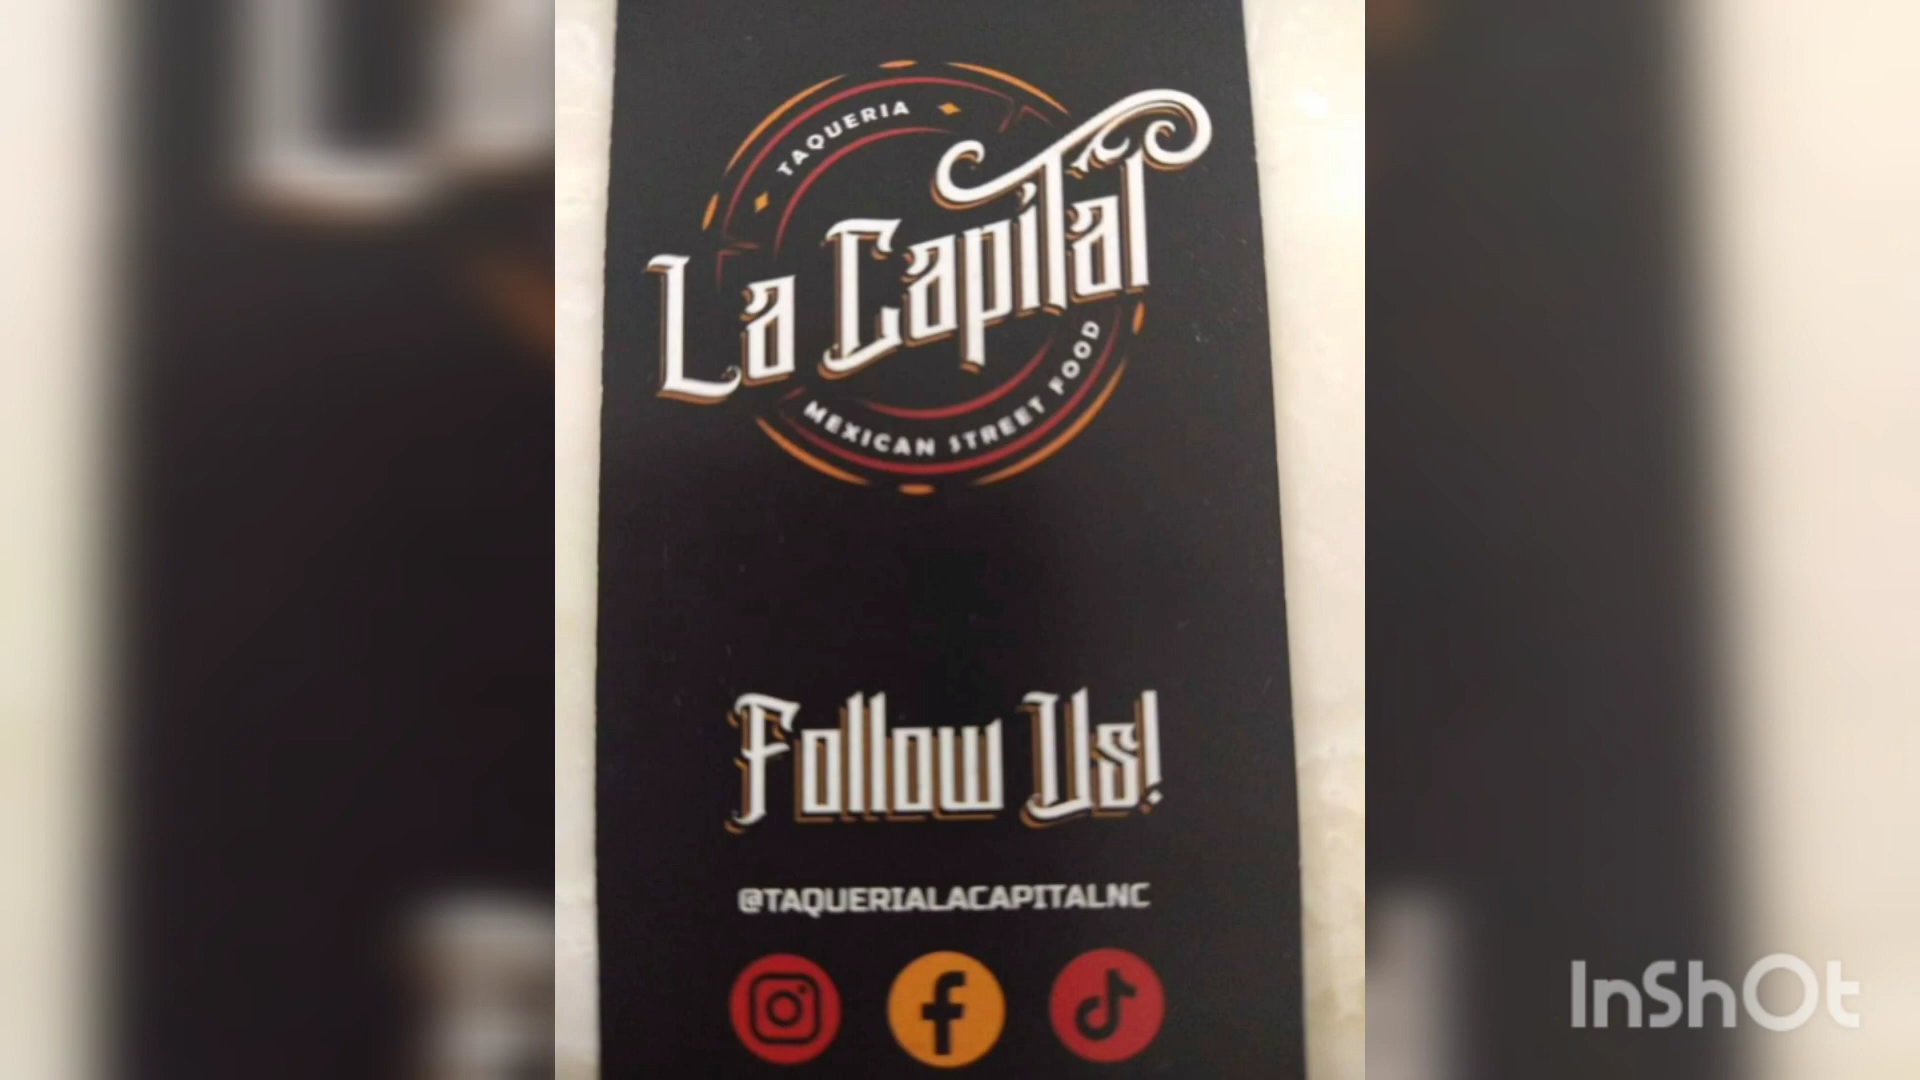 TAQUERIA
La Capital
MEXICAN STREET FOOD
Follow Us!
@TAQUERIALACAPITALNC
InShOt